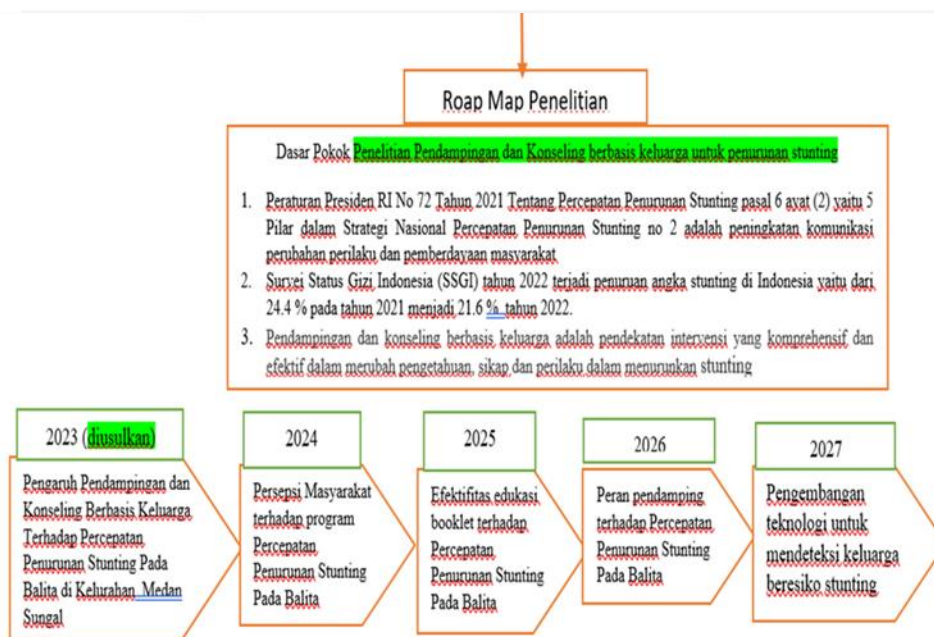 Roap Map Penelitian
Dasar Pokok Penelitian Pendampingan dan Konseling berbasis keluarga untuk penurunan stunting
1. Peraturan Presiden RI No 72 Tahun 2021 Tentang Percepatan Penurunan Stunting pasal 6 ayat (2) yaitu 5
Pilar dalam Strategi Nasional Percepatan Penurunan Stunting no 2 adalah peningkatan komunikasi
perubahan perilaku dan pemberdayaan masyarakat
2. Survei Status Gizi Indonesia (SSGI) tahun 2022 terjadi penuruan angka stunting di Indonesia yaitu dari
24.4 % pada tahun 2021 menjadi 21.6 % tahun 2022.
3. Pendampingan dan konseling berbasis keluarga adalah pendekatan intervensi yang komprehensif dan
efektif dalam merubah pengetahuan, sikap dan perilaku dalam menurunkan stunting
2023 (diusulkan)
Pengaruh Pendampingan dan
Konseling Berbasis Keluarga
Terhadap Percepatan
Penurunan Stunting Pada
Balita di Kelurahan Medan
Sungal
2024
Persepsi Masyarakat
terhadap program
Percepatan
Penurunan Stunting
Pada Balita
2025
Efektifitas edukasi
booklet terhadap
Percepatan
Penurunan Stunting
Pada Balita
2026
Peran pendamping
terhadap Percepatan
Penurunan Stunting
Pada Balita
2027
Pengembangan
teknologi untuk
mendeteksi keluarga
beresiko stunting